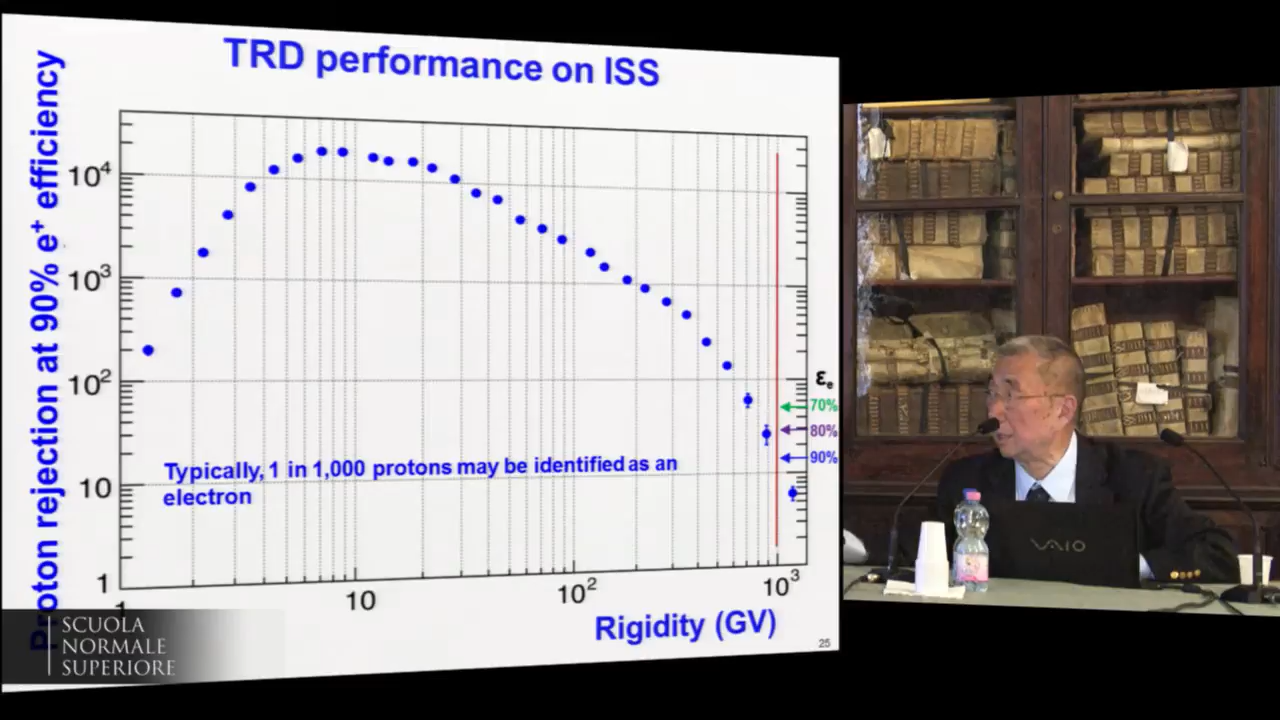 TRD performance on ISS
Proton rejection at 90% e⁺ efficiency
10⁴
10³
10²
10
1
1
10
10²
10³
Rigidity (GV)
εₑ
70%
80%
90%
Typically, 1 in 1,000 protons may be identified as an
electron
25
SCUOLA
NORMALE
SUPERIORE
VAIO